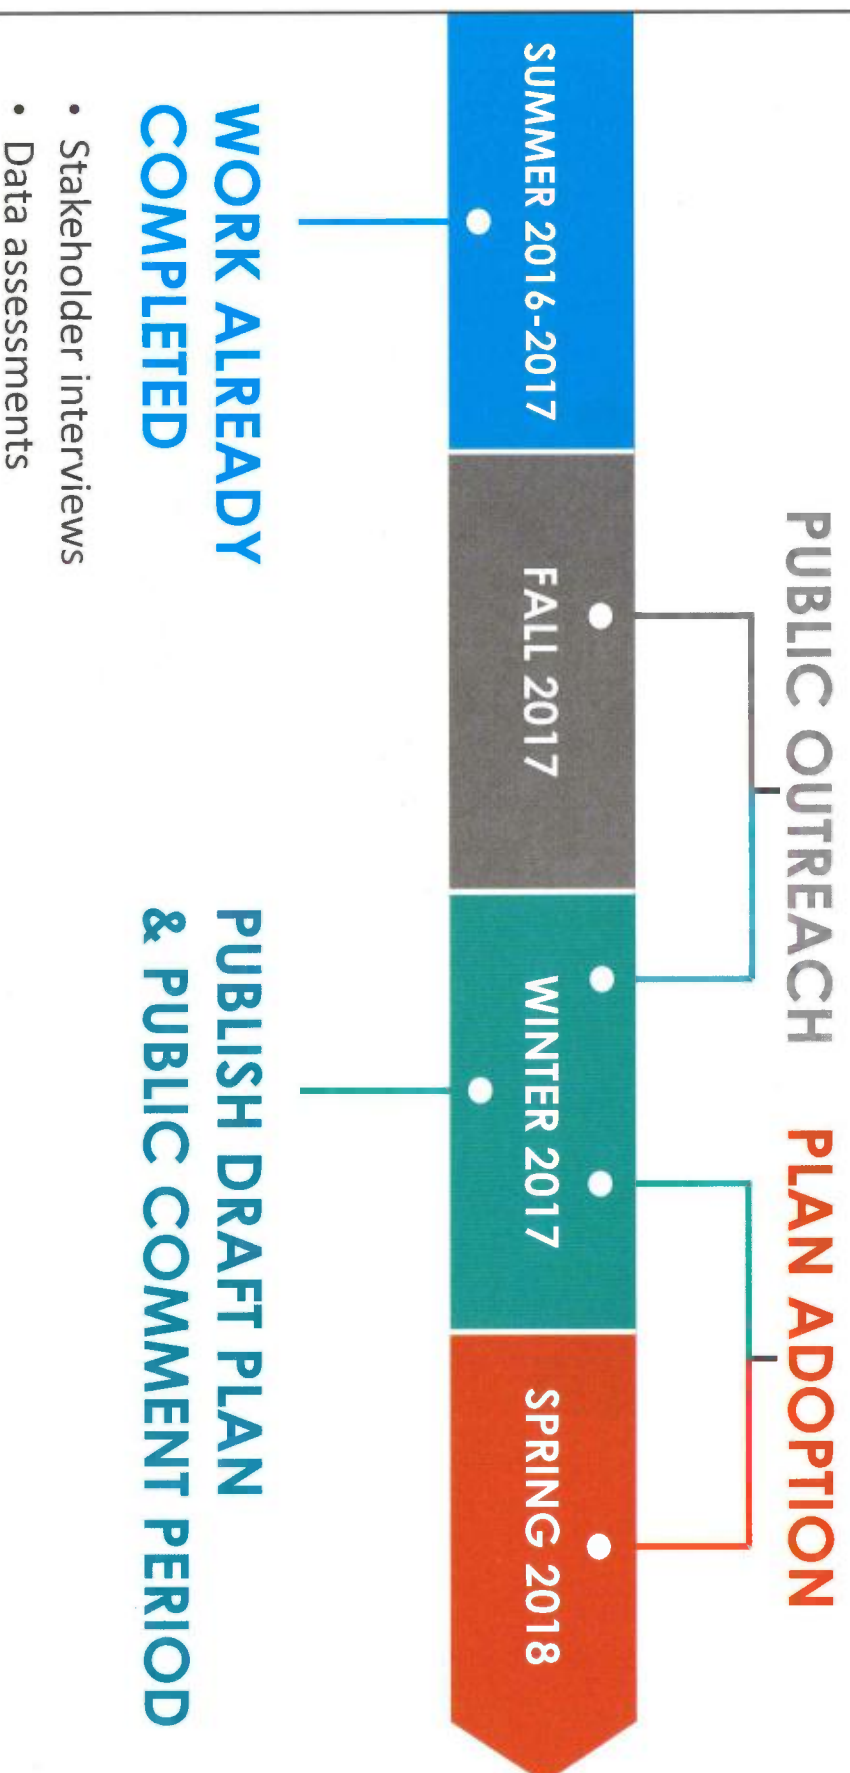 PUBLIC OUTREACH
PLAN ADOPTION
SUMMER 2016-2017
FALL 2017
WINTER 2017
SPRING 2018
WORK ALREADY
COMPLETED
• Stakeholder interviews
• Data assessments
PUBLISH DRAFT PLAN
& PUBLIC COMMENT PERIOD